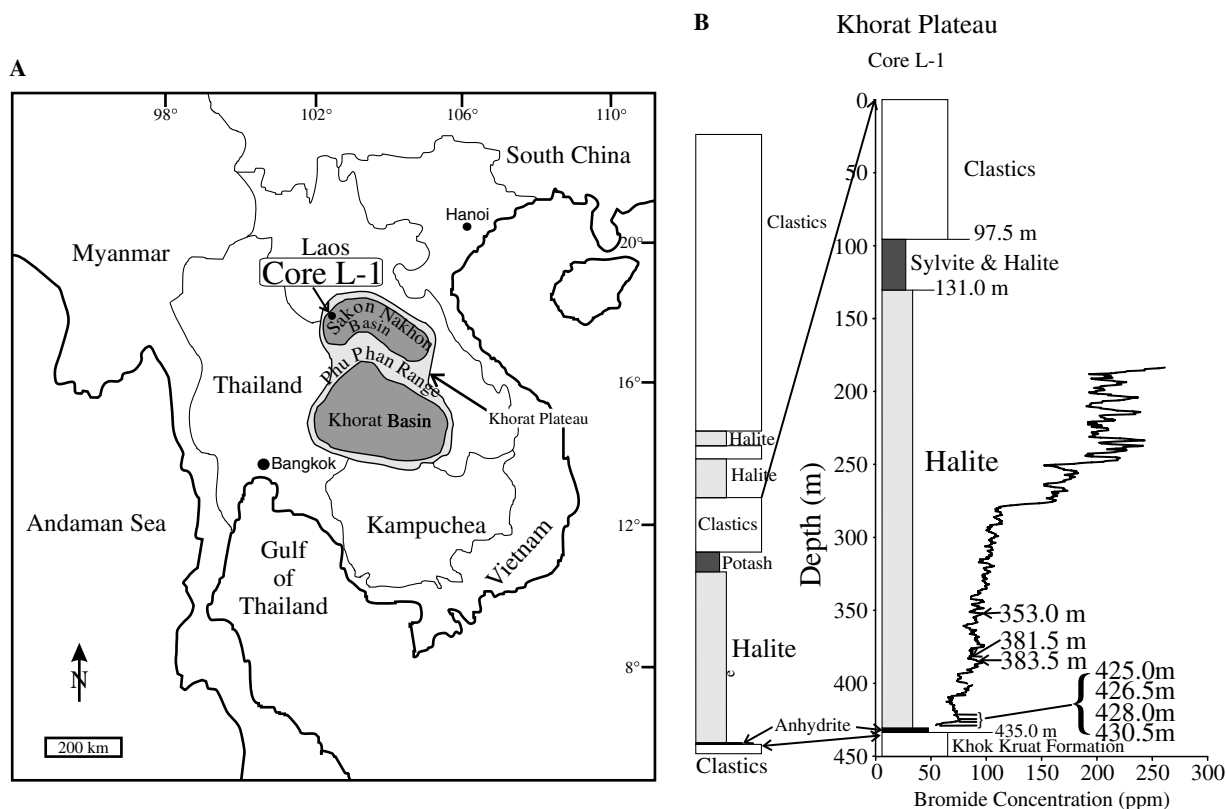 A
98°
102°
106°
110°
South China
Hanoi
20°
Myanmar
Laos
Core L-1
Sakon Nakhon
Basin
Phu Phan Range
16°
Thailand
Khorat Plateau
Khorat Basin
Bangkok
Andaman Sea
Kampuchea
12°
Gulf
of
Thailand
Vietnam
8°
N
200 km
B
Khorat Plateau
Core L-1
Clastics
Halite
Halite
Clastics
Potash
Halite
e
Anhydrite
Clastics
0
50
100
150
200
250
300
350
400
450
Depth (m)
Clastics
97.5 m
Sylvite & Halite
131.0 m
Halite
353.0 m
381.5 m
383.5 m
425.0m
426.5m
428.0m
430.5m
435.0 m
Khok Kruat Formation
0 50 100 150 200 250 300
Bromide Concentration (ppm)